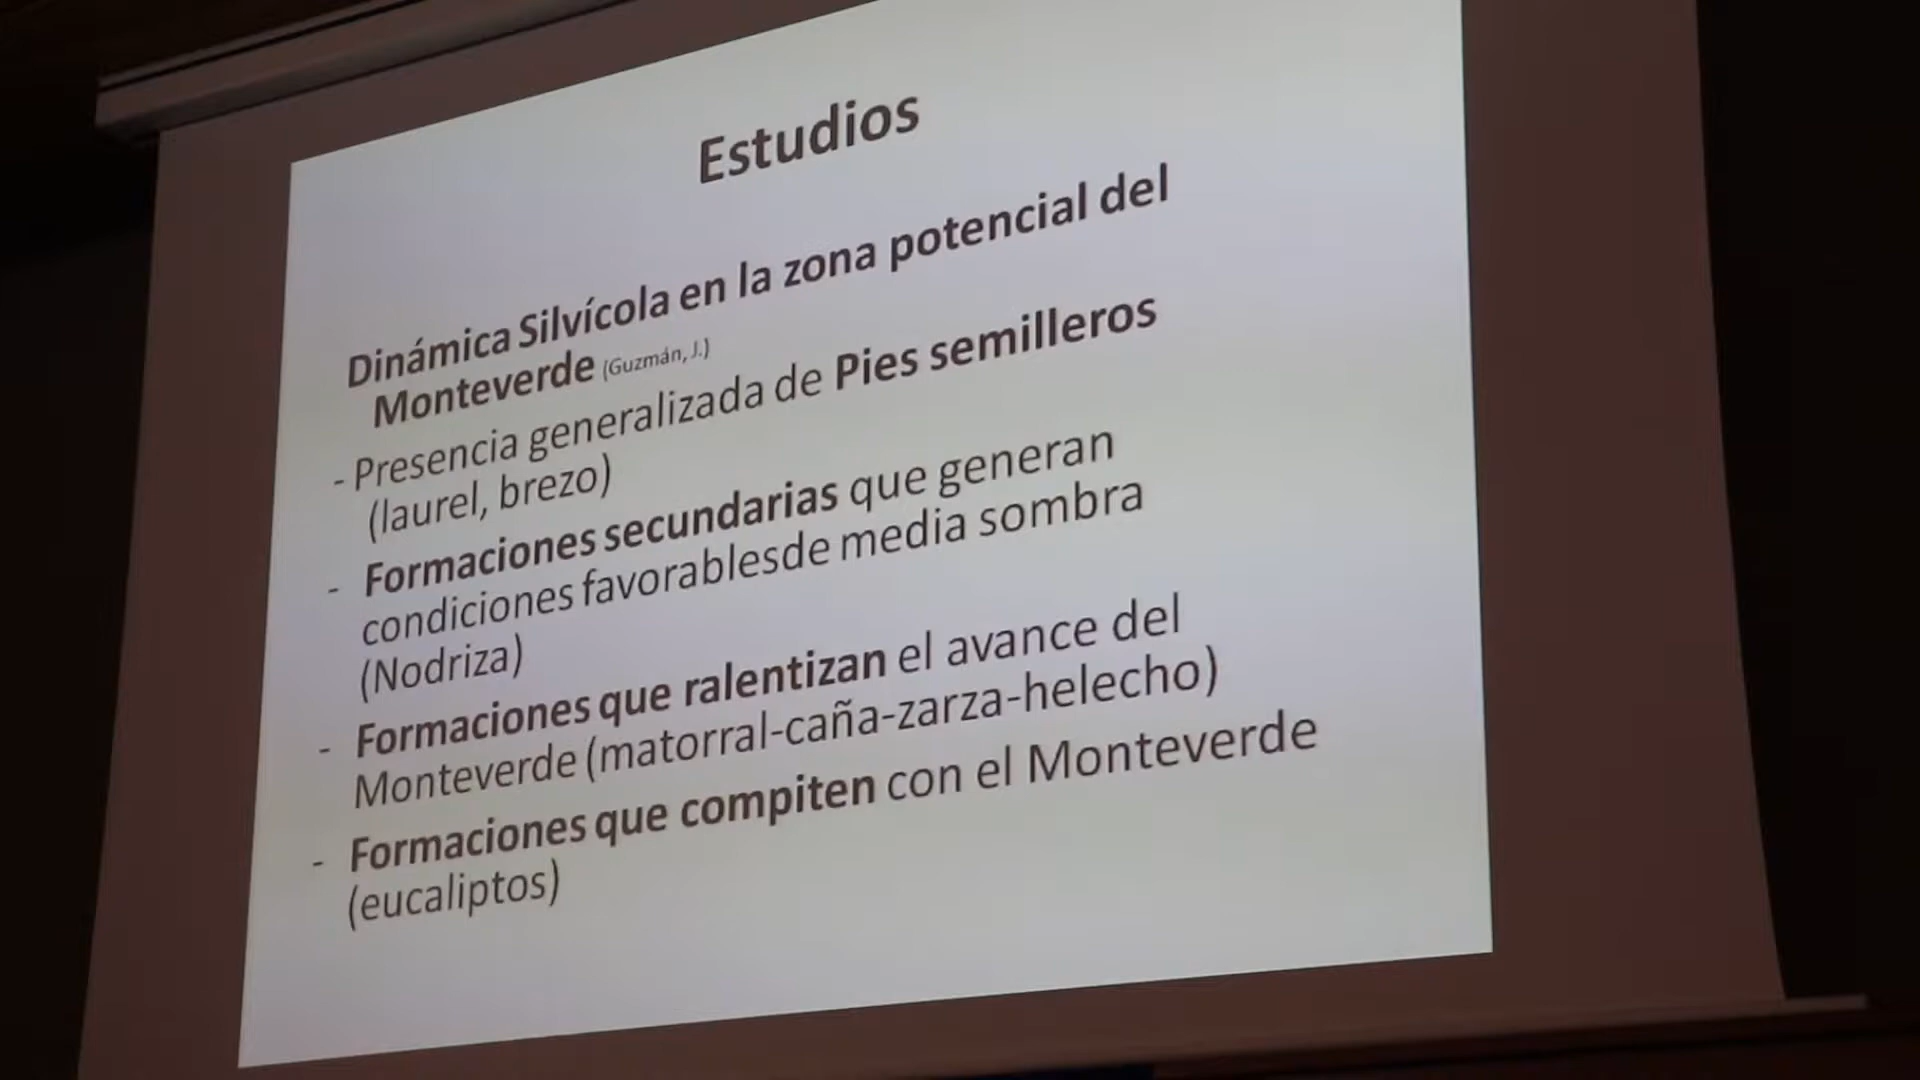 Estudios
Dinámica Silvícola en la zona potencial del
Monteverde (Guzmán, J.)
- Presencia generalizada de Pies semilleros
(laurel, brezo)
- Formaciones secundarias que generan
condiciones favorablesde media sombra
(Nodriza)
- Formaciones que ralentizan el avance del
Monteverde (matorral-caña-zarza-helecho)
- Formaciones que compiten con el Monteverde
(eucaliptos)